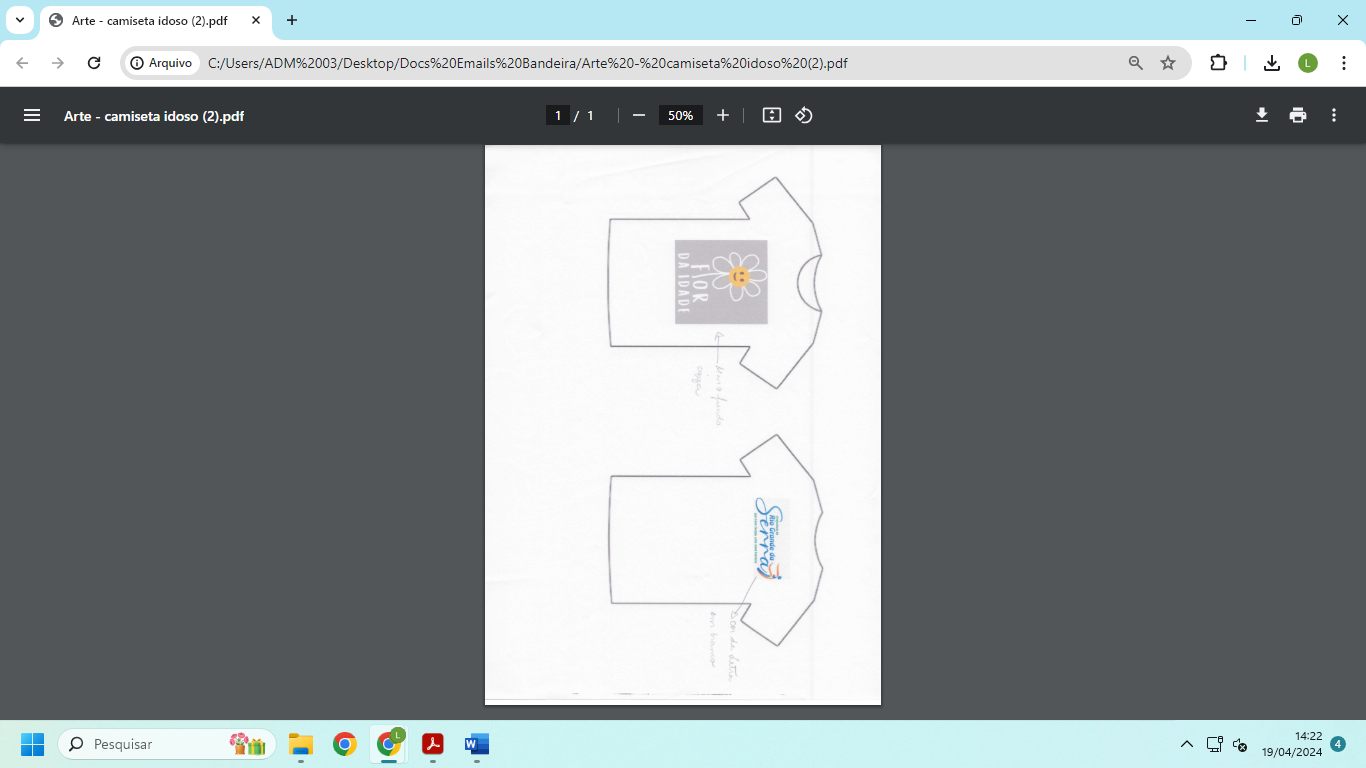 Arte - camiseta idoso (2).pdf
Arquivo
C:/Users/ADM%2003/Desktop/Docs%20Emails%20Bandeira/Arte%20-%20camiseta%20idoso%20(2).pdf
L
Arte - camiseta idoso (2).pdf
1 / 1
50%
FLOR
DA IDADE
sem o fundo
Rio Grande da
Serra
Pesquisar
L
14:22
19/04/2024
4